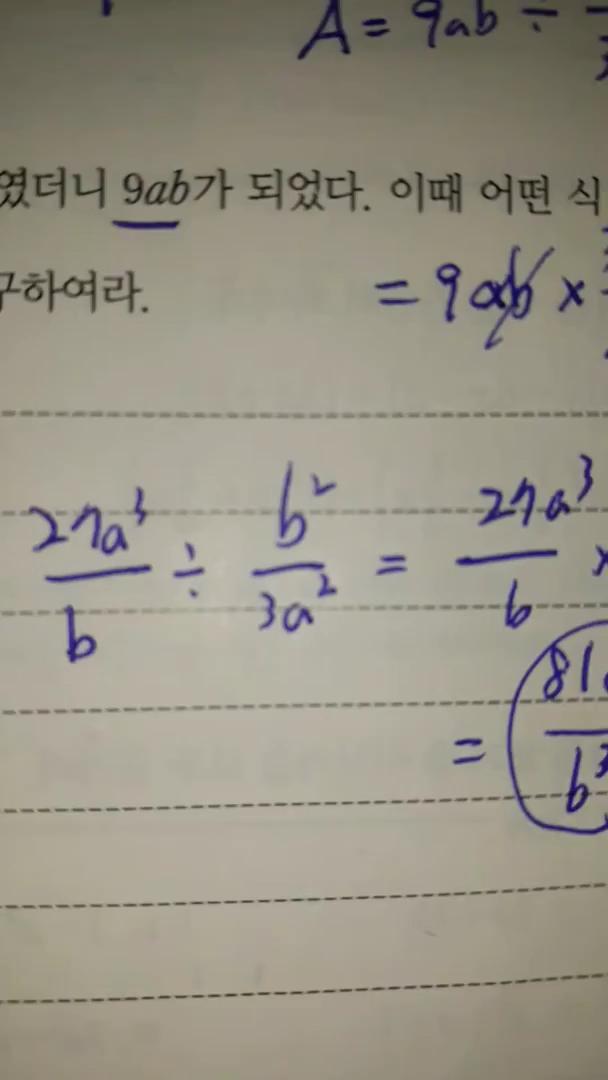 A = 9ab ÷
였더니 9ab가 되었다. 이때 어떤 식
구하여라.
= 9ab ×
27a³/b ÷ b²/3a² = 27a³/b ×
= 81/b³